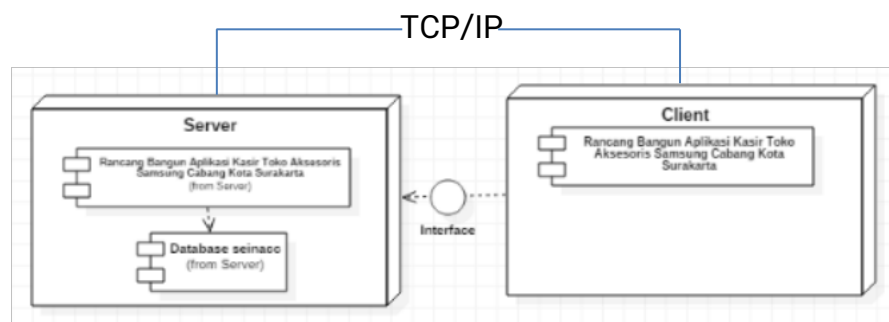 TCP/IP
Server
Rancang Bangun Aplikasi Kasir Toko Aksesoris
Samsung Cabang Kota Surakarta
(from Server)
Database seinacc
(from Server)
Interface
Client
Rancang Bangun Aplikasi Kasir Toko
Aksesoris Samsung Cabang Kota
Surakarta